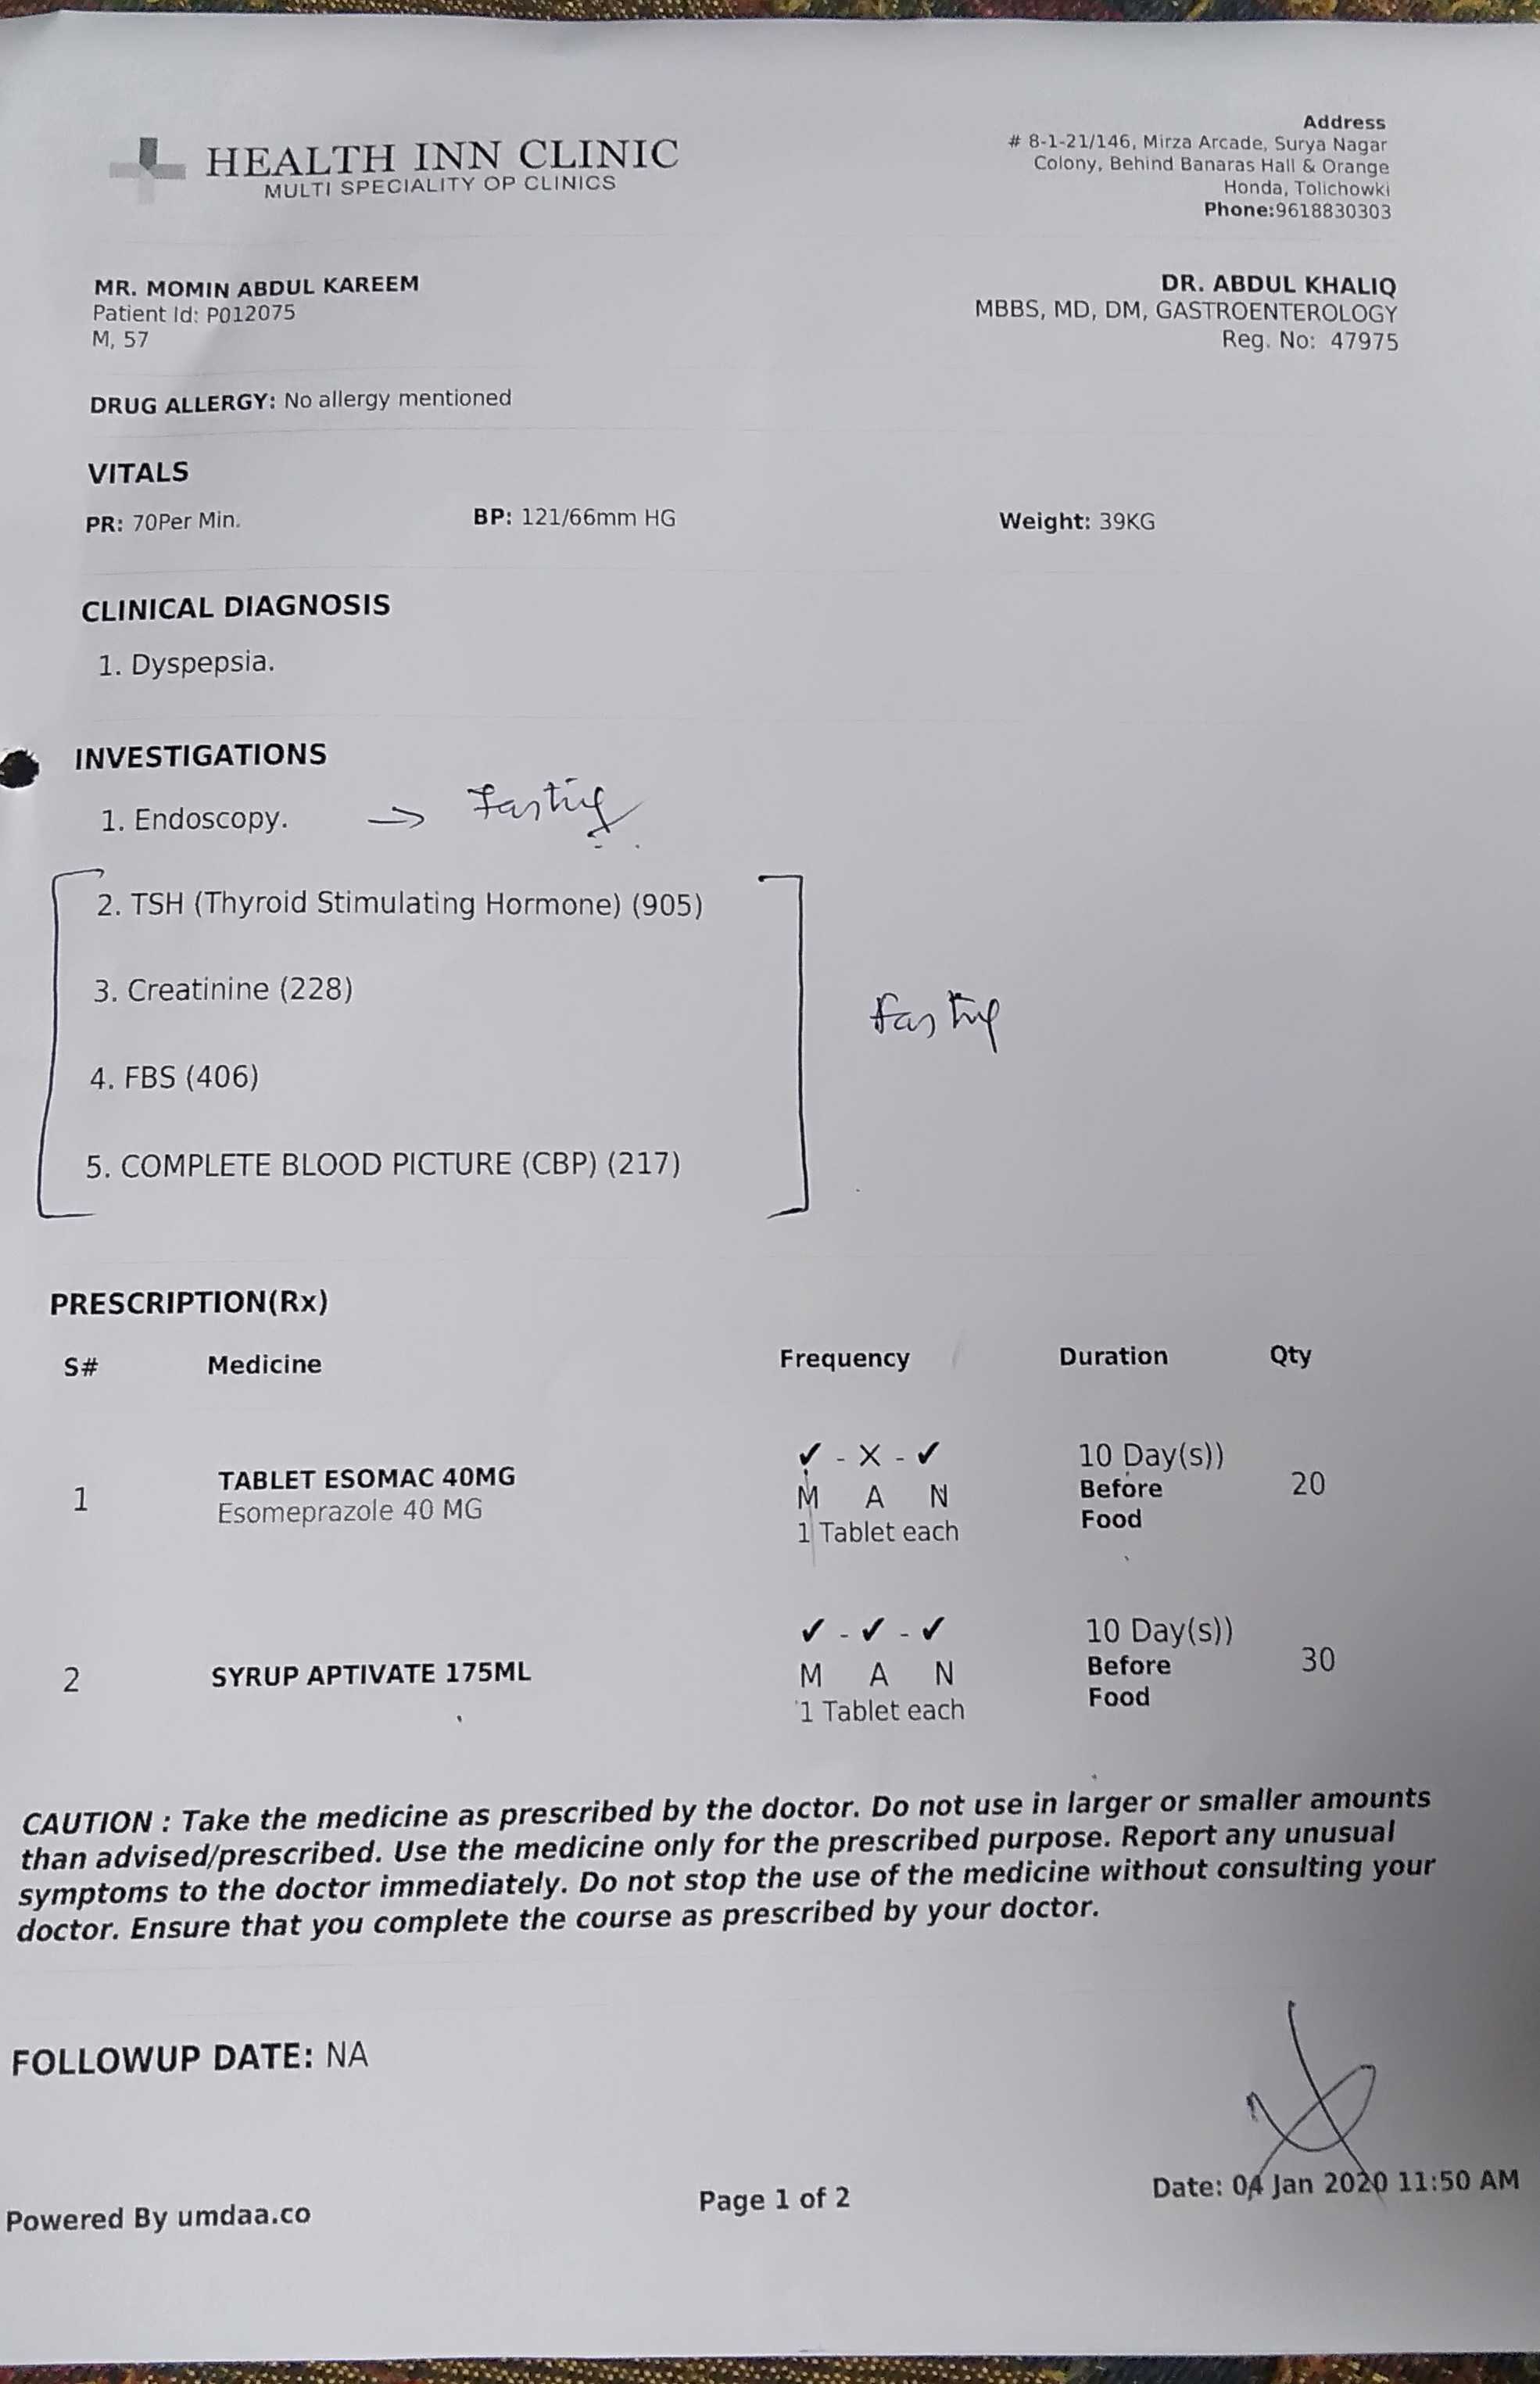 HEALTH INN CLINIC
MULTI SPECIALITY OP CLINICS
Address
# 8-1-21/146, Mirza Arcade, Surya Nagar
Colony, Behind Banaras Hall & Orange
Honda, Tolichowki
Phone:9618830303
MR. MOMIN ABDUL KAREEM
Patient Id: P012075
M, 57
DR. ABDUL KHALIQ
MBBS, MD, DM, GASTROENTEROLOGY
Reg. No: 47975
DRUG ALLERGY: No allergy mentioned
VITALS
PR: 70Per Min. BP: 121/66mm HG Weight: 39KG
CLINICAL DIAGNOSIS
1. Dyspepsia.
INVESTIGATIONS
1. Endoscopy. → Fasting
2. TSH (Thyroid Stimulating Hormone) (905)
3. Creatinine (228)
fasting
4. FBS (406)
5. COMPLETE BLOOD PICTURE (CBP) (217)
PRESCRIPTION(Rx)
S# Medicine Frequency Duration Qty
1
TABLET ESOMAC 40MG
Esomeprazole 40 MG
✓ - X - ✓
M A N
1 Tablet each
10 Day(s))
Before
Food
20
2
SYRUP APTIVATE 175ML
✓ - ✓ - ✓
M A N
1 Tablet each
10 Day(s))
Before
Food
30
CAUTION : Take the medicine as prescribed by the doctor. Do not use in larger or smaller amounts
than advised/prescribed. Use the medicine only for the prescribed purpose. Report any unusual
symptoms to the doctor immediately. Do not stop the use of the medicine without consulting your
doctor. Ensure that you complete the course as prescribed by your doctor.
FOLLOWUP DATE: NA
Powered By umdaa.co
Page 1 of 2
Date: 04 Jan 2020 11:50 AM